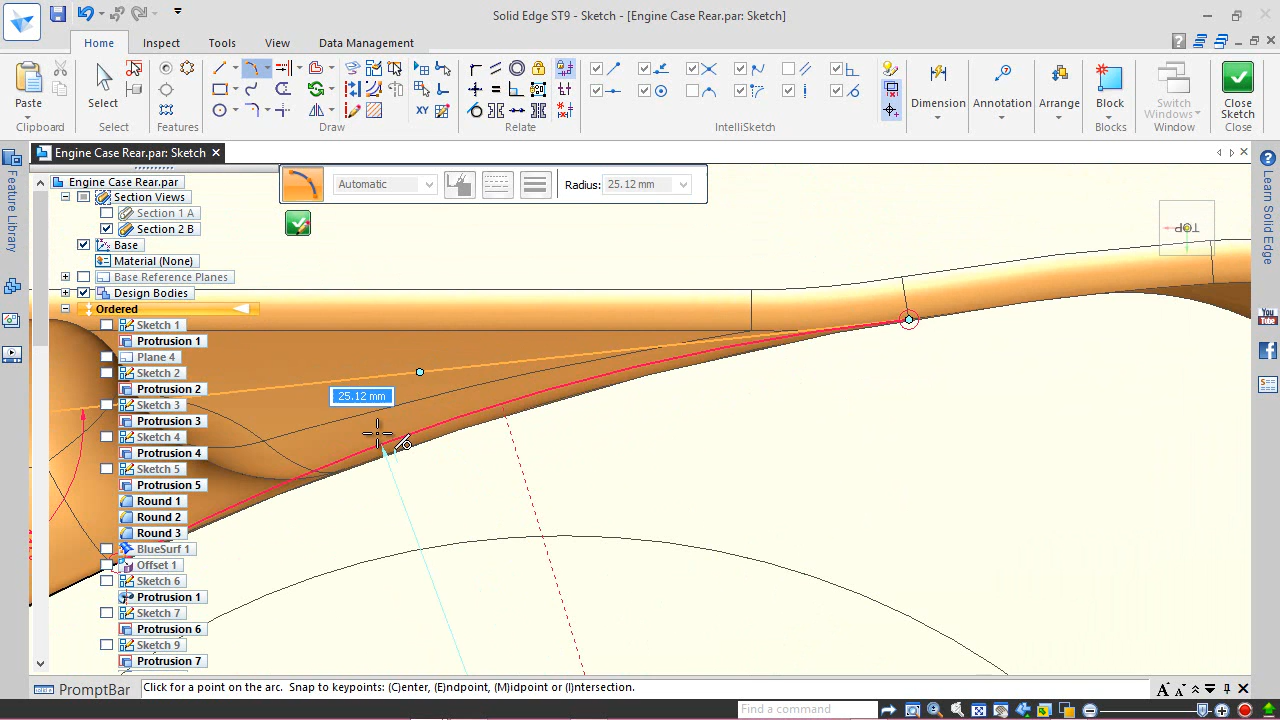 Solid Edge ST9 - Sketch - [Engine Case Rear.par: Sketch]
Home Inspect Tools View Data Management
Paste
Select
Dimension
Annotation
Arrange
Block
Switch Windows
Close Sketch
Clipboard Select Features Draw Relate IntelliSketch Blocks Window Close
Engine Case Rear.par: Sketch
Feature Library
Learn Solid Edge
You Tube
Automatic Radius: 25.12 mm
TOP
Engine Case Rear.par
Section Views
Section 1 A
Section 2 B
Base
Material (None)
Base Reference Planes
Design Bodies
Ordered
Sketch 1
Protrusion 1
Plane 4
Sketch 2
Protrusion 2
Sketch 3
Protrusion 3
Sketch 4
Protrusion 4
Sketch 5
Protrusion 5
Round 1
Round 2
Round 3
BlueSurf 1
Offset 1
Sketch 6
Protrusion 1
Sketch 7
Protrusion 6
Sketch 9
Protrusion 7
25.12 mm
PromptBar Click for a point on the arc. Snap to keypoints: (C)enter, (E)ndpoint, (M)idpoint or (I)ntersection.
Find a command